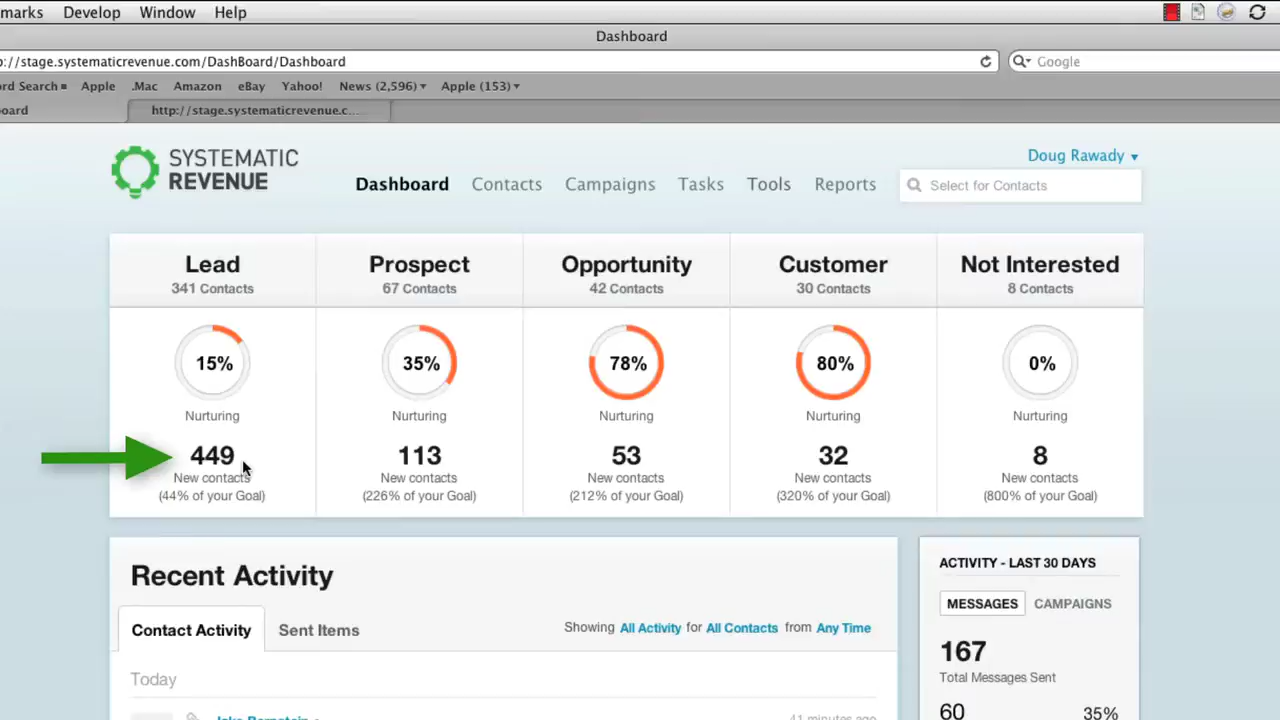 marks Develop Window Help
Dashboard
://stage.systematicrevenue.com/DashBoard/Dashboard
Google
rd Search Apple .Mac Amazon eBay Yahoo! News (2,596) Apple (153)
oard http://stage.systematicrevenue.c...
SYSTEMATIC
REVENUE
Doug Rawady
Dashboard Contacts Campaigns Tasks Tools Reports
Select for Contacts
Lead Prospect Opportunity Customer Not Interested
341 Contacts 67 Contacts 42 Contacts 30 Contacts 8 Contacts
15% 35% 78% 80% 0%
Nurturing Nurturing Nurturing Nurturing Nurturing
449 113 53 32 8
New contacts New contacts New contacts New contacts New contacts
(44% of your Goal) (226% of your Goal) (212% of your Goal) (320% of your Goal) (800% of your Goal)
Recent Activity
Contact Activity Sent Items
Showing All Activity for All Contacts from Any Time
Today
Jake Bernstein
41 minutes ago
ACTIVITY - LAST 30 DAYS
MESSAGES CAMPAIGNS
167
Total Messages Sent
60 35%